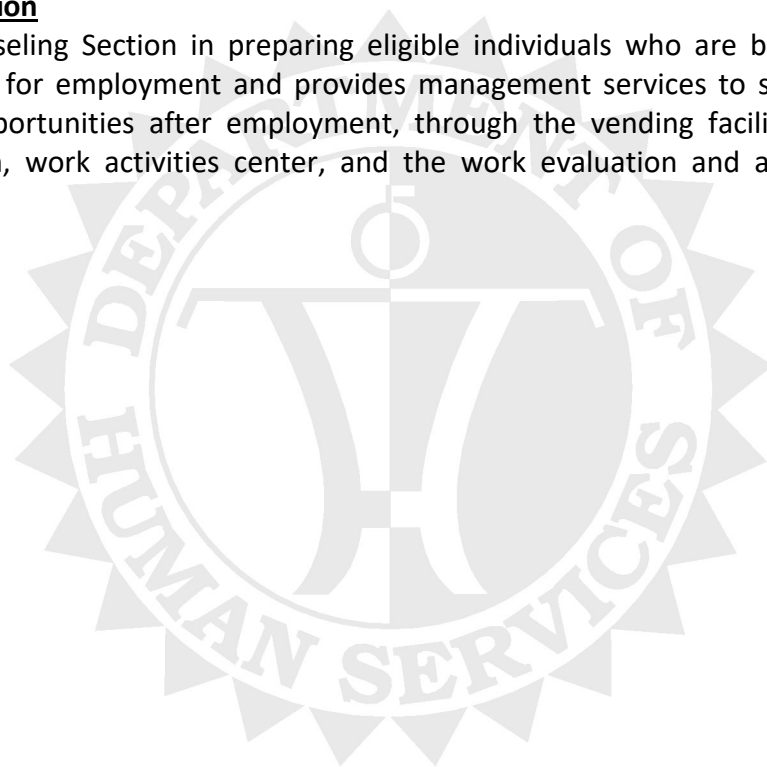 ion
seling Section in preparing eligible individuals who are b
for employment and provides management services to s
portunities after employment, through the vending facili
, work activities center, and the work evaluation and a
DEPARTMENT OF
HUMAN SERVICES